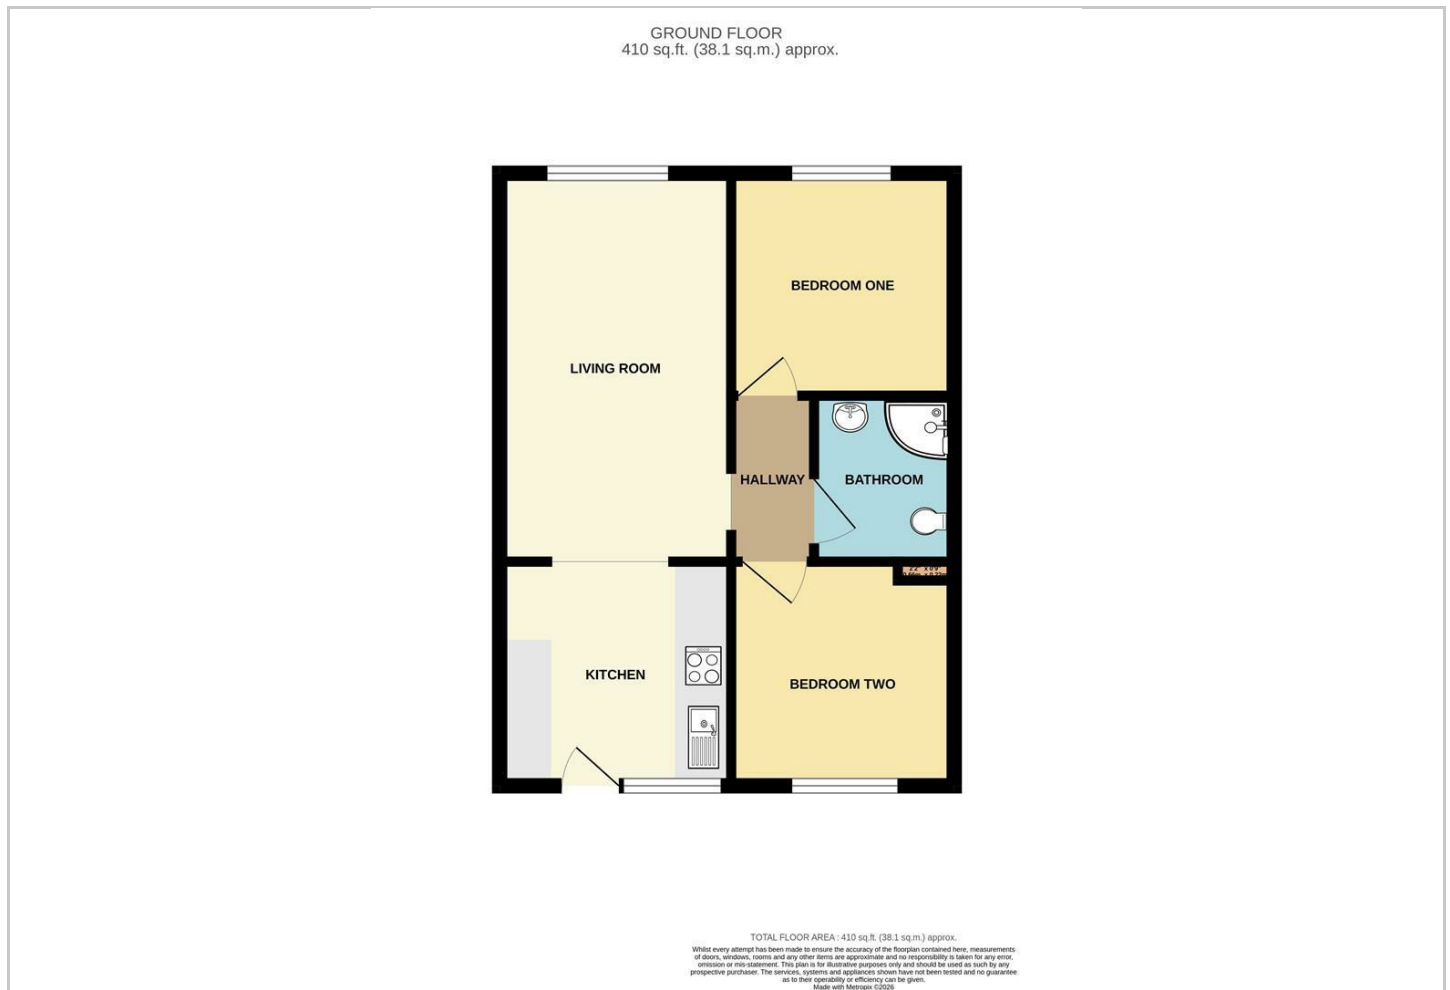 GROUND FLOOR
410 sq.ft. (38.1 sq.m.) approx.
BEDROOM ONE
LIVING ROOM
HALLWAY
BATHROOM
KITCHEN
BEDROOM TWO
TOTAL FLOOR AREA : 410 sq.ft. (38.1 sq.m.) approx.
Whilst every attempt has been made to ensure the accuracy of the floorplan contained here, measurements
of doors, windows, rooms and any other items are approximate and no responsibility is taken for any error,
omission or mis-statement. This plan is for illustrative purposes only and should be used as such by any
prospective purchaser. The services, systems and appliances shown have not been tested and no guarantee
as to their operability or efficiency can be given.
Made with Metropix ©2026